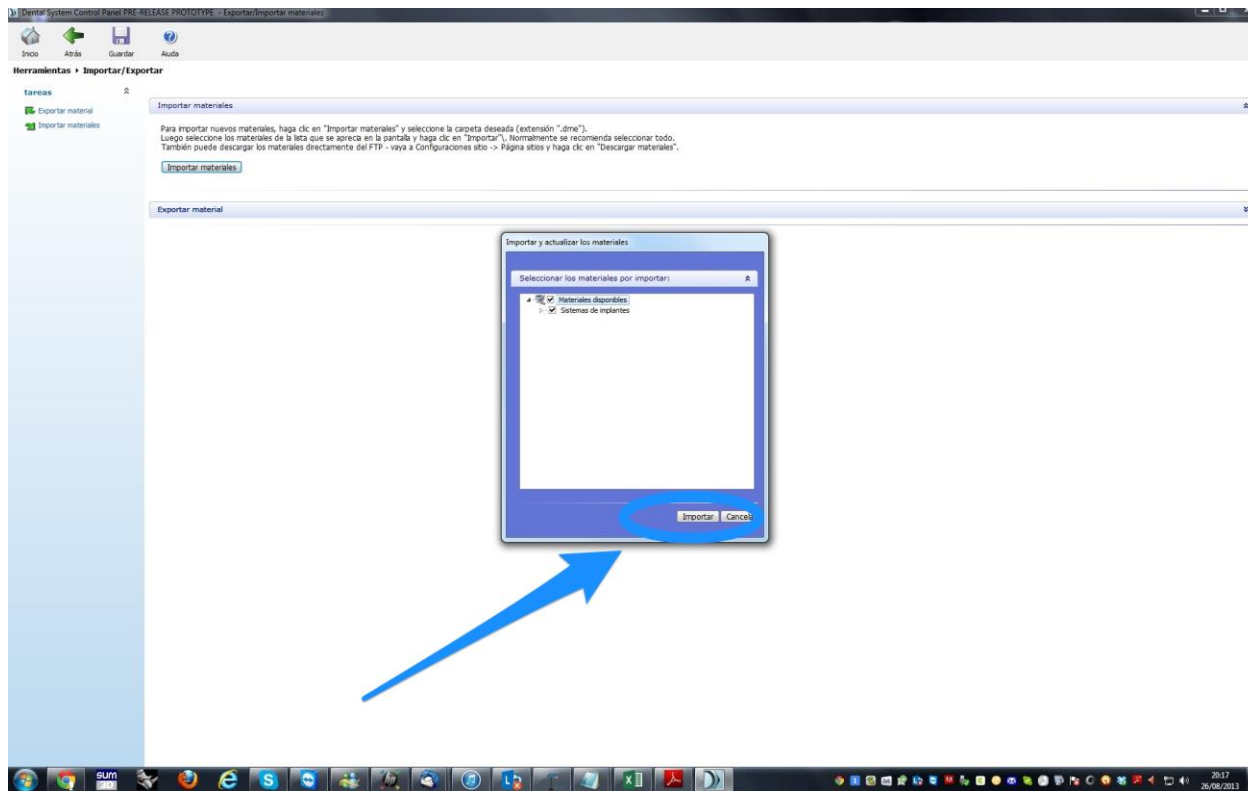 Dental System Control Panel PRE-RELEASE PROTOTYPE - Exportar/Importar materiales
Inicio Atrás Guardar Aiuda
Herramientas Importar/Exportar
tareas
Exportar material
Importar materiales
Importar materiales
Para importar nuevos materiales, haga clic en "Importar materiales" y seleccione la carpeta deseada (extensión ".dme").
Luego seleccione los materiales de la lista que se aprecia en la pantalla y haga clic en "Importar"\. Normalmente se recomienda seleccionar todo.
También puede descargar los materiales directamente del FTP - vaya a Configuraciones sitio -> Página sitios y haga clic en "Descargar materiales".
Importar materiales
Exportar material
Importar y actualizar los materiales
Seleccionar los materiales por importar:
Materiales disponibles
Sistemas de implantes
Importar Cancela
sum
3D
20:17
26/08/2013